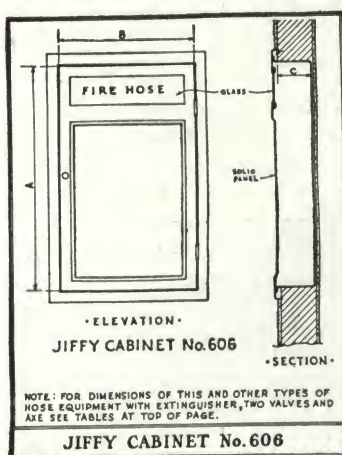 B
FIRE HOSE
GLASS
C
A
SOLID
PANEL
•ELEVATION•
JIFFY CABINET No.606
•SECTION•
NOTE: FOR DIMENSIONS OF THIS AND OTHER TYPES OF
HOSE EQUIPMENT WITH EXTINGUISHER, TWO VALVES AND
AXE SEE TABLES AT TOP OF PAGE.
JIFFY CABINET No.606